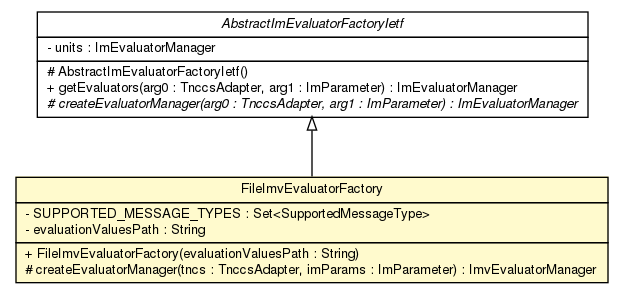 AbstractImEvaluatorFactoryIetf
- units : ImEvaluatorManager
# AbstractImEvaluatorFactoryIetf()
+ getEvaluators(arg0 : TnccsAdapter, arg1 : ImParameter) : ImEvaluatorManager
# createEvaluatorManager(arg0 : TnccsAdapter, arg1 : ImParameter) : ImEvaluatorManager
FileImvEvaluatorFactory
- SUPPORTED_MESSAGE_TYPES : Set<SupportedMessageType>
- evaluationValuesPath : String
+ FileImvEvaluatorFactory(evaluationValuesPath : String)
# createEvaluatorManager(tncs : TnccsAdapter, imParams : ImParameter) : ImvEvaluatorManager